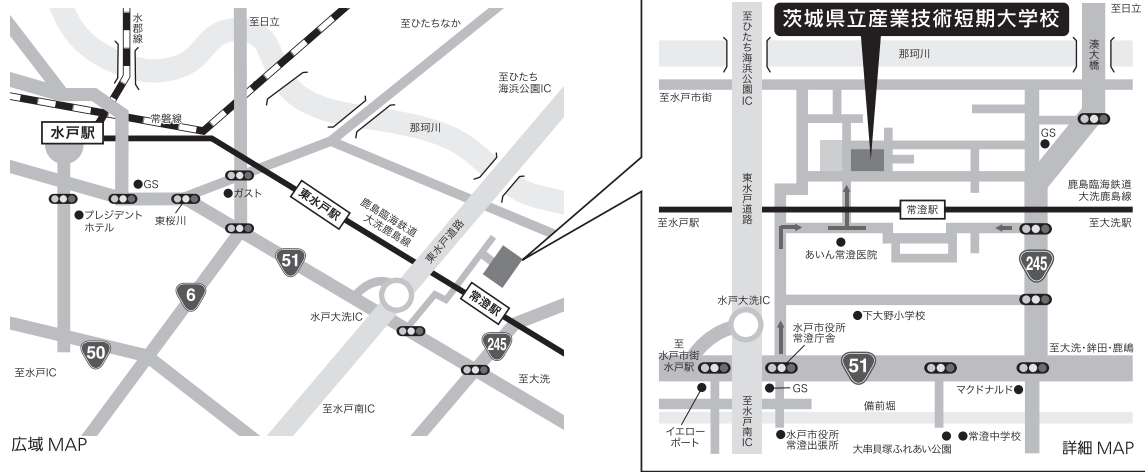 水郡線
至日立
至ひたちなか
至ひたち
海浜公園IC
常磐線
水戸駅
那珂川
GS
ガスト
プレジデント
ホテル
東桜川
東水戸駅
鹿島臨海鉄道
大洗鹿島線
東水戸道路
51
6
常澄駅
水戸大洗IC
245
50
至水戸IC
至大洗
至水戸南IC
広域 MAP
茨城県立産業技術短期大学校
至ひたち海浜公園IC
至日立
那珂川
湊大橋
至水戸市街
GS
東水戸道路
鹿島臨海鉄道
大洗鹿島線
常澄駅
至水戸駅
至大洗駅
あいん常澄医院
245
水戸大洗IC
下大野小学校
水戸市役所
常澄庁舎
至
水戸市街
水戸駅
至大洗・鉾田・鹿嶋
51
GS
マクドナルド
備前堀
イエロー
ポート
至水戸南IC
水戸市役所
常澄出張所
大串貝塚ふれあい公園
常澄中学校
詳細 MAP